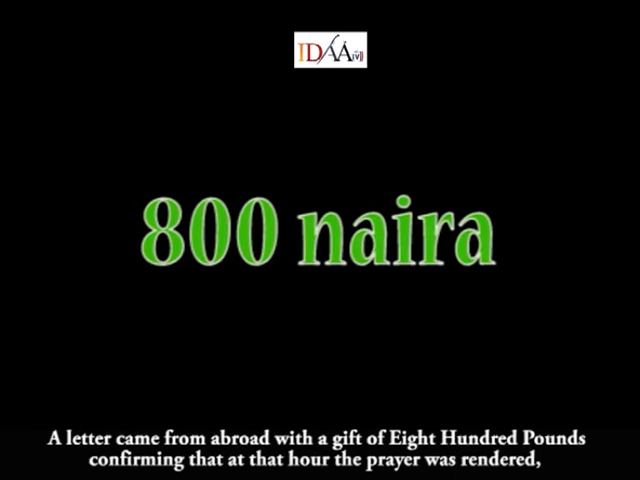 IDAA
800 naira
A letter came from abroad with a gift of Eight Hundred Pounds
confirming that at that hour the prayer was rendered,